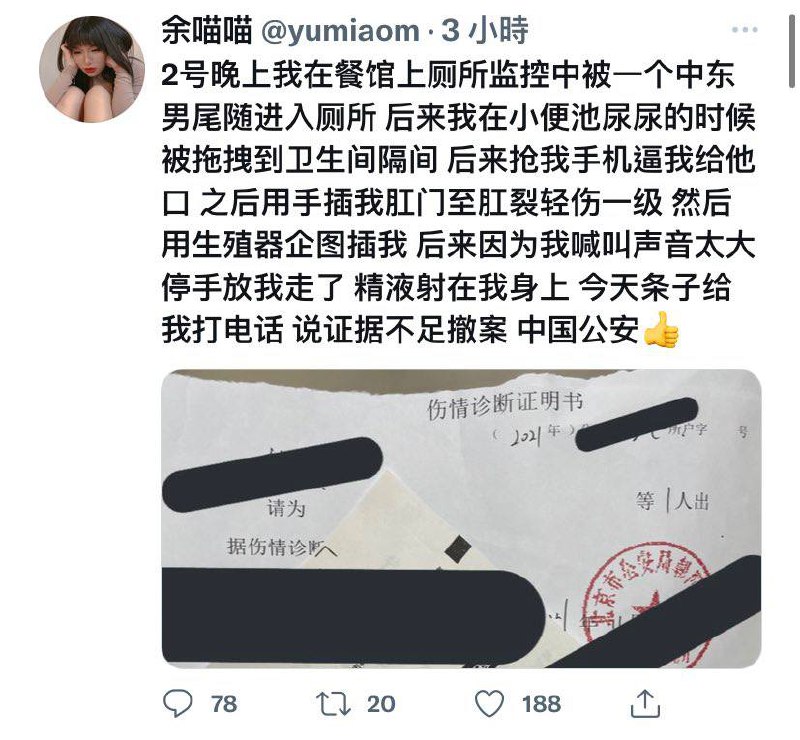 余喵喵 @yumiaom · 3 小時
2号晚上我在餐馆上厕所监控中被一个中东
男尾随进入厕所 后来我在小便池尿尿的时候
被拖拽到卫生间隔间 后来抢我手机逼我给他
口 之后用手插我肛门至肛裂轻伤一级 然后
用生殖器企图插我 后来因为我喊叫声音太大
停手放我走了 精液射在我身上 今天条子给
我打电话 说证据不足撤案 中国公安👍
伤情诊断证明书
（ 2021 年 ） 所户字 号
等 1 人出
请为
据伤情诊断
京市公安局朝
78 20 188